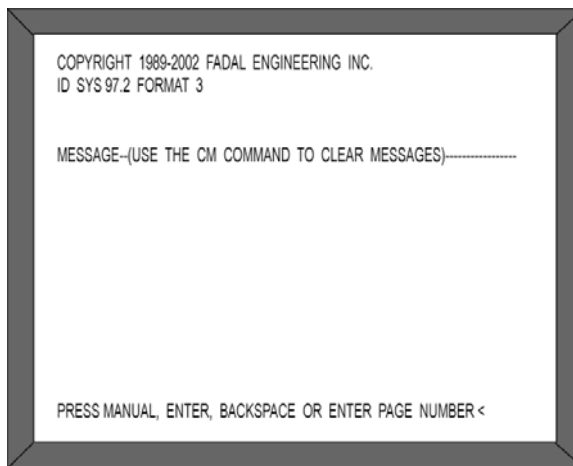 COPYRIGHT 1989-2002 FADAL ENGINEERING INC.
ID SYS 97.2 FORMAT 3
MESSAGE--(USE THE CM COMMAND TO CLEAR MESSAGES)-----------------
PRESS MANUAL, ENTER, BACKSPACE OR ENTER PAGE NUMBER <